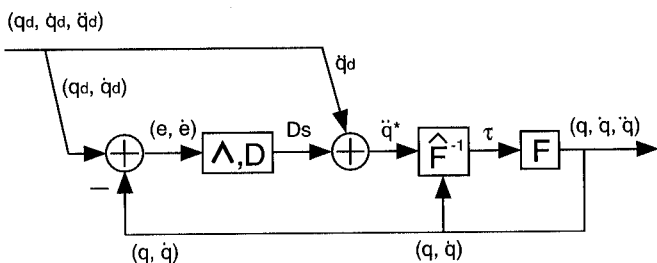 (qd, q̇d, q̈d)
q̈d
(qd, q̇d)
(e, ė)
Ds
q̈*
τ
(q, q̇, q̈)
+
Λ,D
+
F̂⁻¹
F
−
(q, q̇)
(q, q̇)